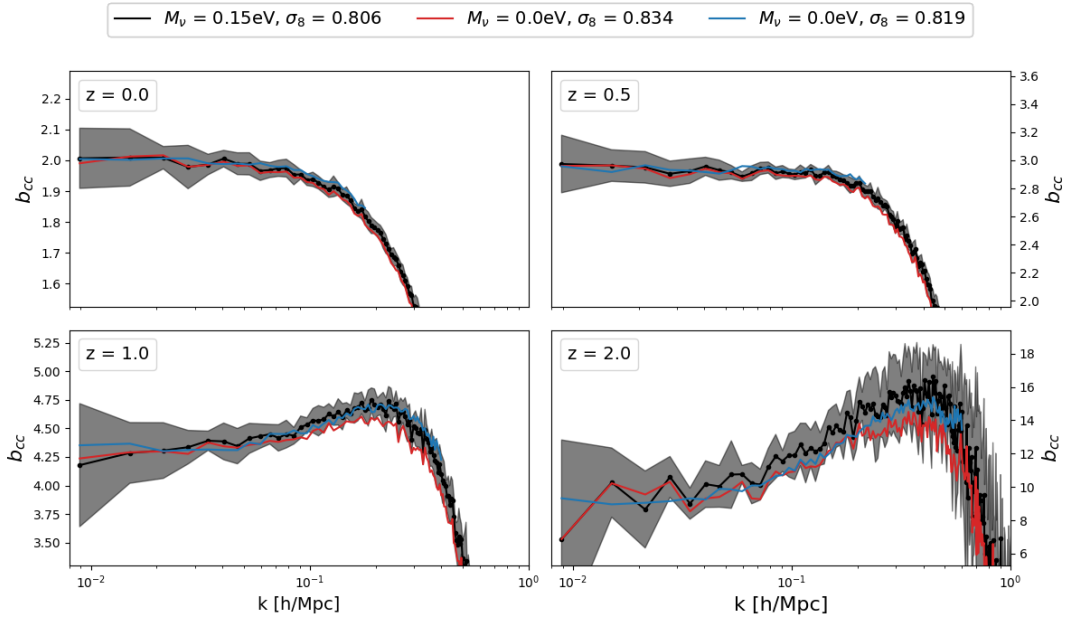 M_ν = 0.15eV, σ_8 = 0.806 M_ν = 0.0eV, σ_8 = 0.834 M_ν = 0.0eV, σ_8 = 0.819
z = 0.0
2.2
2.1
2.0
1.9
1.8
1.7
1.6
b_cc
z = 0.5
3.6
3.4
3.2
3.0
2.8
2.6
2.4
2.2
2.0
b_cc
z = 1.0
5.25
5.00
4.75
4.50
4.25
4.00
3.75
3.50
b_cc
10^-2 10^-1 10^0
k [h/Mpc]
z = 2.0
18
16
14
12
10
8
6
b_cc
10^-2 10^-1 10^0
k [h/Mpc]